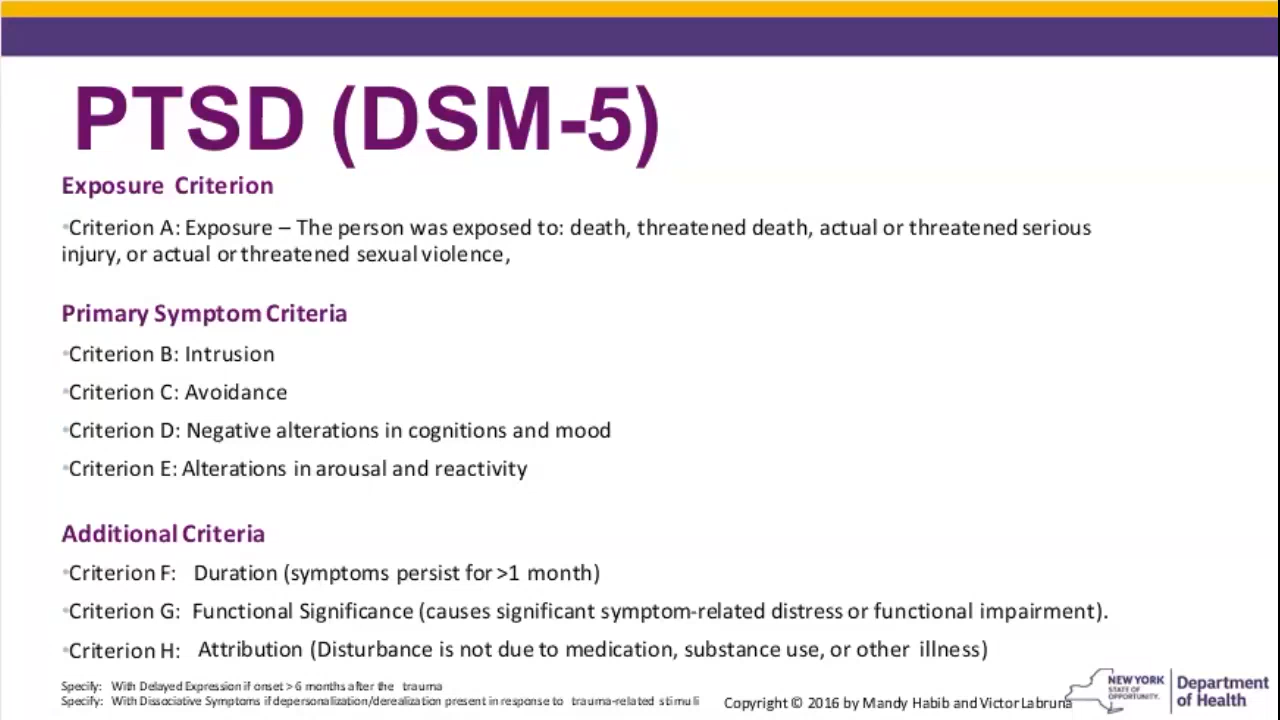 PTSD (DSM-5)
Exposure Criterion
•Criterion A: Exposure – The person was exposed to: death, threatened death, actual or threatened serious
injury, or actual or threatened sexual violence,
Primary Symptom Criteria
•Criterion B: Intrusion
•Criterion C: Avoidance
•Criterion D: Negative alterations in cognitions and mood
•Criterion E: Alterations in arousal and reactivity
Additional Criteria
•Criterion F: Duration (symptoms persist for >1 month)
•Criterion G: Functional Significance (causes significant symptom-related distress or functional impairment).
•Criterion H: Attribution (Disturbance is not due to medication, substance use, or other illness)
Specify: With Delayed Expression if onset > 6 months after the trauma
Specify: With Dissociative Symptoms if depersonalization/derealization present in response to trauma-related stimuli
Copyright © 2016 by Mandy Habib and Victor Labruna
NEW YORK
STATE OF
OPPORTUNITY.
Department
of Health